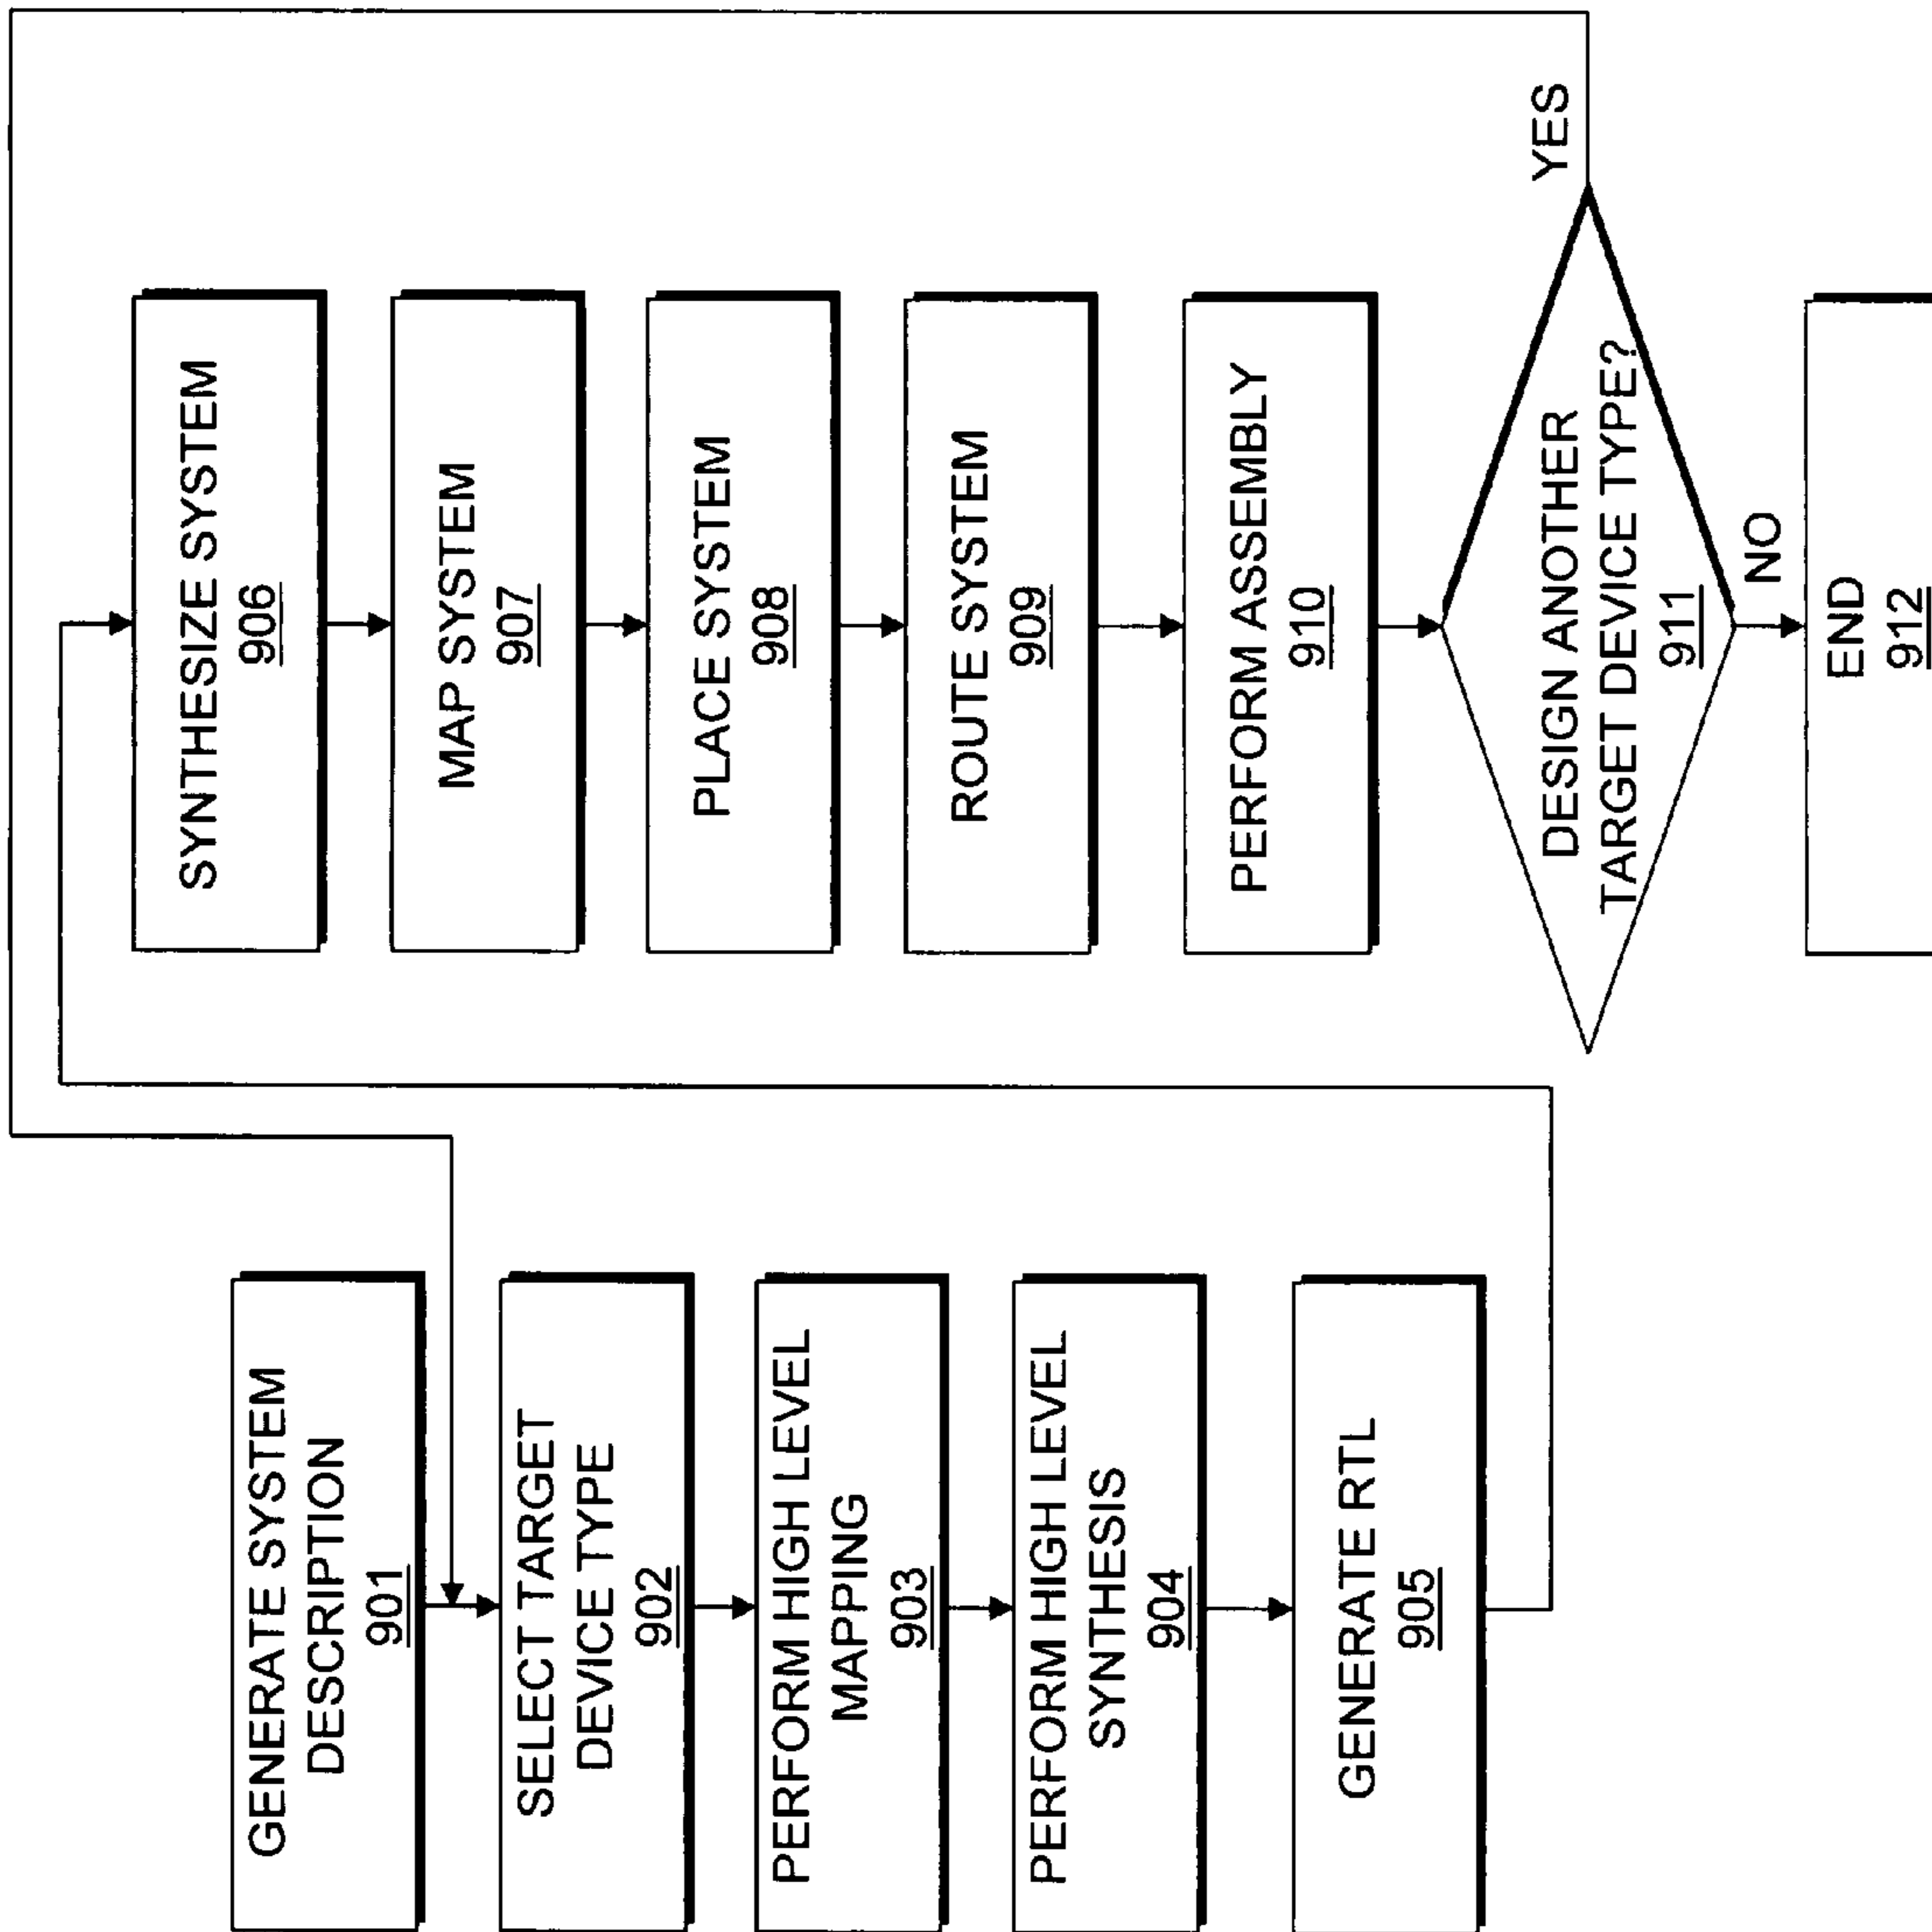 GENERATE SYSTEM
DESCRIPTION
901
SELECT TARGET
DEVICE TYPE
902
PERFORM HIGH LEVEL
MAPPING
903
PERFORM HIGH LEVEL
SYNTHESIS
904
GENERATE RTL
905
SYNTHESIZE SYSTEM
906
MAP SYSTEM
907
PLACE SYSTEM
908
ROUTE SYSTEM
909
PERFORM ASSEMBLY
910
DESIGN ANOTHER
TARGET DEVICE TYPE?
911
YES
NO
END
912